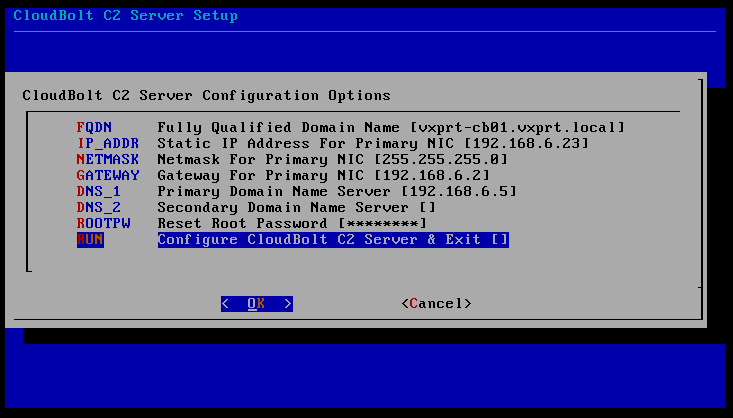 CloudBolt C2 Server Setup
CloudBolt C2 Server Configuration Options
FQDN Fully Qualified Domain Name [vxprt-cb01.vxprt.local]
IP_ADDR Static IP Address For Primary NIC [192.168.6.23]
NETMASK Netmask For Primary NIC [255.255.255.0]
GATEWAY Gateway For Primary NIC [192.168.6.2]
DNS_1 Primary Domain Name Server [192.168.6.5]
DNS_2 Secondary Domain Name Server []
ROOTPW Reset Root Password [********]
RUN Configure CloudBolt C2 Server & Exit []
< OK > <Cancel>